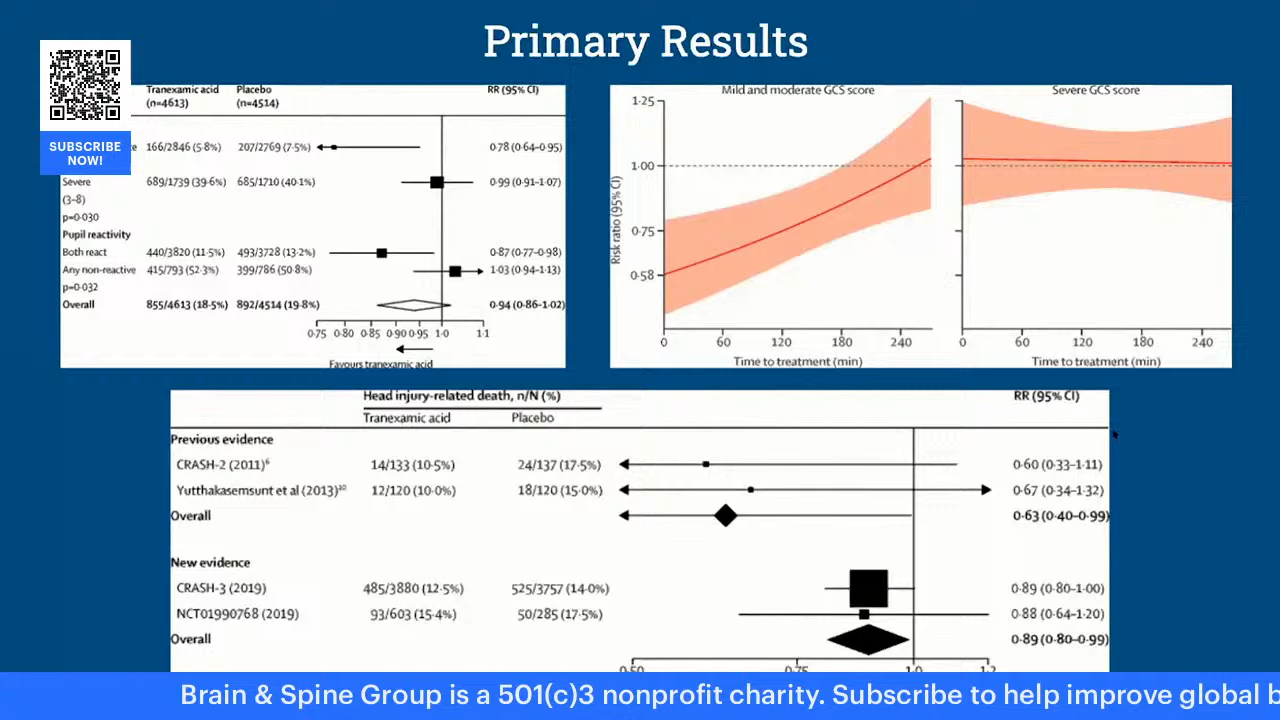 Primary Results
SUBSCRIBE
NOW!
Tranexamic acid Placebo RR (95% CI)
(n=4613) (n=4514)
166/2846 (5·8%) 207/2769 (7·5%) 0·78 (0·64–0·95)
Severe 689/1739 (39·6%) 685/1710 (40·1%) 0·99 (0·91–1·07)
(3–8)
p=0·030
Pupil reactivity
Both react 440/3820 (11·5%) 493/3728 (13·2%) 0·87 (0·77–0·98)
Any non-reactive 415/793 (52·3%) 399/786 (50·8%) 1·03 (0·94–1·13)
p=0·032
Overall 855/4613 (18·5%) 892/4514 (19·8%) 0·94 (0·86–1·02)
0·75 0·80 0·85 0·90 0·95 1·0 1·1
Favours tranexamic acid
Mild and moderate GCS score Severe GCS score
Risk ratio (95% CI)
1·25
1·00
0·75
0·58
0 60 120 180 240 0 60 120 180 240
Time to treatment (min) Time to treatment (min)
Head injury-related death, n/N (%) RR (95% CI)
Tranexamic acid Placebo
Previous evidence
CRASH-2 (2011)⁶ 14/133 (10·5%) 24/137 (17·5%) 0·60 (0·33–1·11)
Yutthakasemsunt et al (2013)¹⁰ 12/120 (10·0%) 18/120 (15·0%) 0·67 (0·34–1·32)
Overall 0·63 (0·40–0·99)
New evidence
CRASH-3 (2019) 485/3880 (12·5%) 525/3757 (14·0%) 0·89 (0·80–1·00)
NCT01990768 (2019) 93/603 (15·4%) 50/285 (17·5%) 0·88 (0·64–1·20)
Overall 0·89 (0·80–0·99)
0·50 0·75 1·0 1·2
Brain & Spine Group is a 501(c)3 nonprofit charity. Subscribe to help improve global